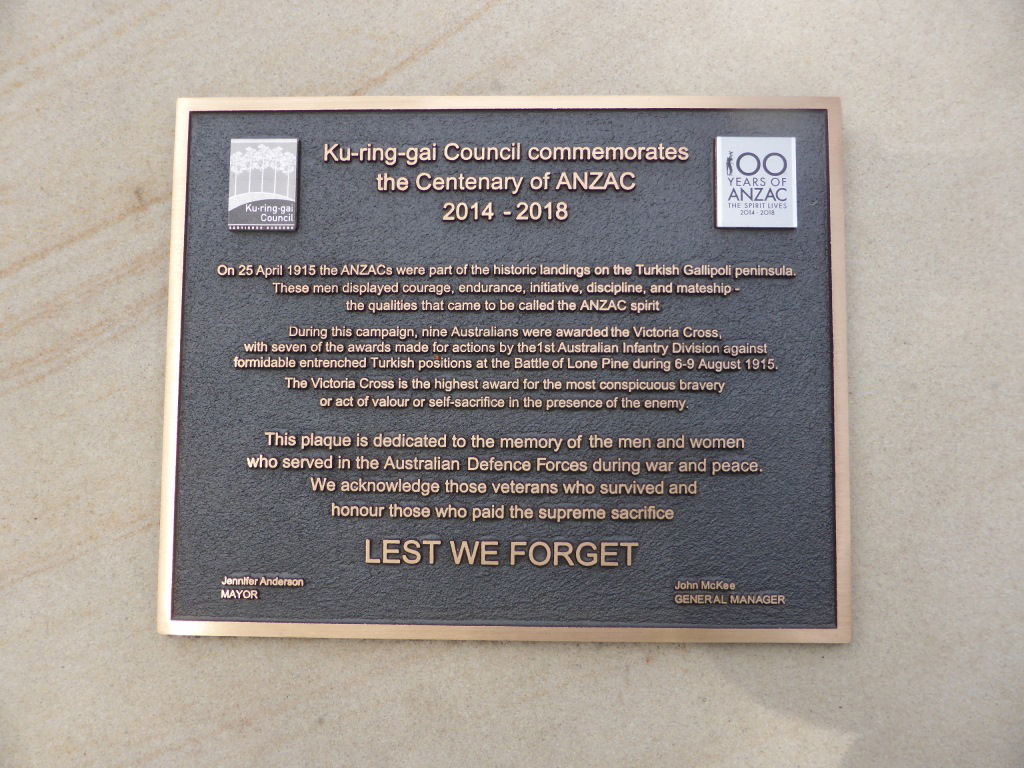 Ku-ring-gai Council commemorates
the Centenary of ANZAC
2014 - 2018
Ku-ring-gai
Council
100
YEARS OF
ANZAC
THE SPIRIT LIVES
2014 - 2018
On 25 April 1915 the ANZACs were part of the historic landings on the Turkish Gallipoli peninsula.
These men displayed courage, endurance, initiative, discipline, and mateship -
the qualities that came to be called the ANZAC spirit
During this campaign, nine Australians were awarded the Victoria Cross,
with seven of the awards made for actions by the1st Australian Infantry Division against
formidable entrenched Turkish positions at the Battle of Lone Pine during 6-9 August 1915.
The Victoria Cross is the highest award for the most conspicuous bravery
or act of valour or self-sacrifice in the presence of the enemy.
This plaque is dedicated to the memory of the men and women
who served in the Australian Defence Forces during war and peace.
We acknowledge those veterans who survived and
honour those who paid the supreme sacrifice
LEST WE FORGET
Jennifer Anderson
MAYOR
John McKee
GENERAL MANAGER